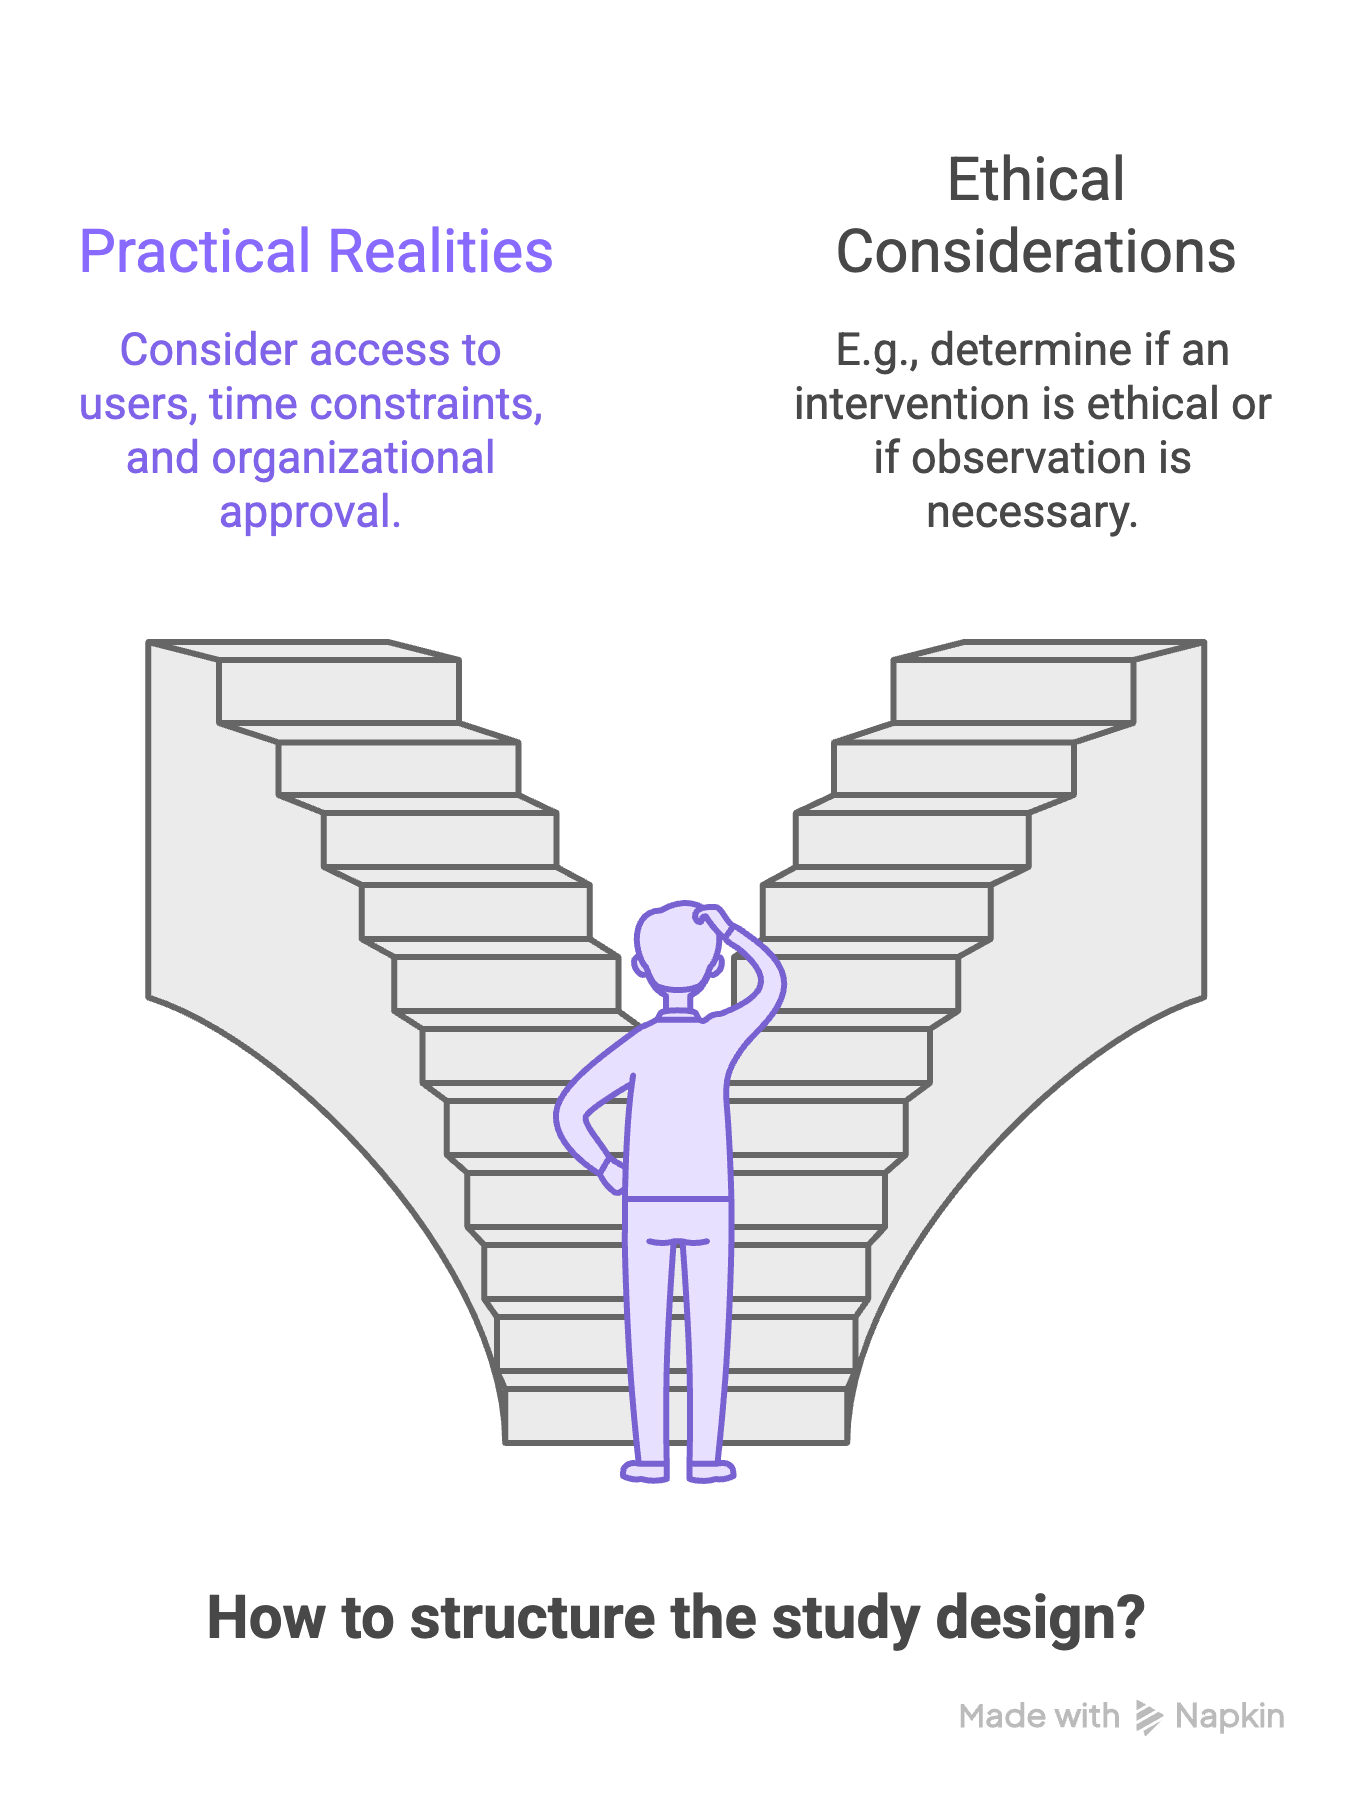 Practical Realities
Consider access to
users, time constraints,
and organizational
approval.
Ethical
Considerations
E.g., determine if an
intervention is ethical or
if observation is
necessary.
How to structure the study design?
Made with Napkin